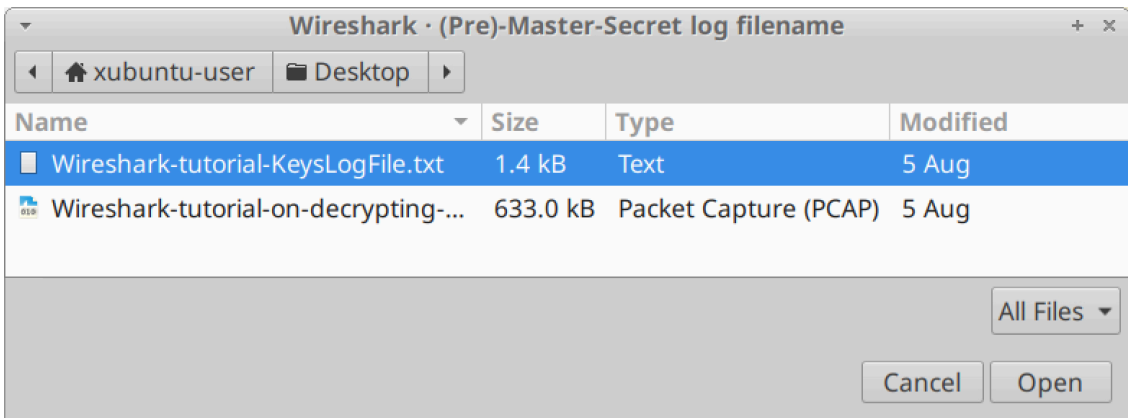 Wireshark · (Pre)-Master-Secret log filename
xubuntu-user Desktop
Name Size Type Modified
Wireshark-tutorial-KeysLogFile.txt 1.4 kB Text 5 Aug
Wireshark-tutorial-on-decrypting-... 633.0 kB Packet Capture (PCAP) 5 Aug
All Files
Cancel Open